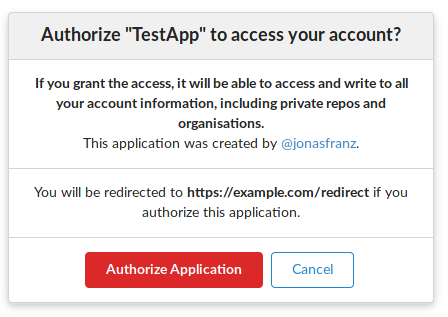 Authorize "TestApp" to access your account?
If you grant the access, it will be able to access and write to all
your account information, including private repos and
organisations.
This application was created by @jonasfranz.
You will be redirected to https://example.com/redirect if you
authorize this application.
Authorize Application
Cancel